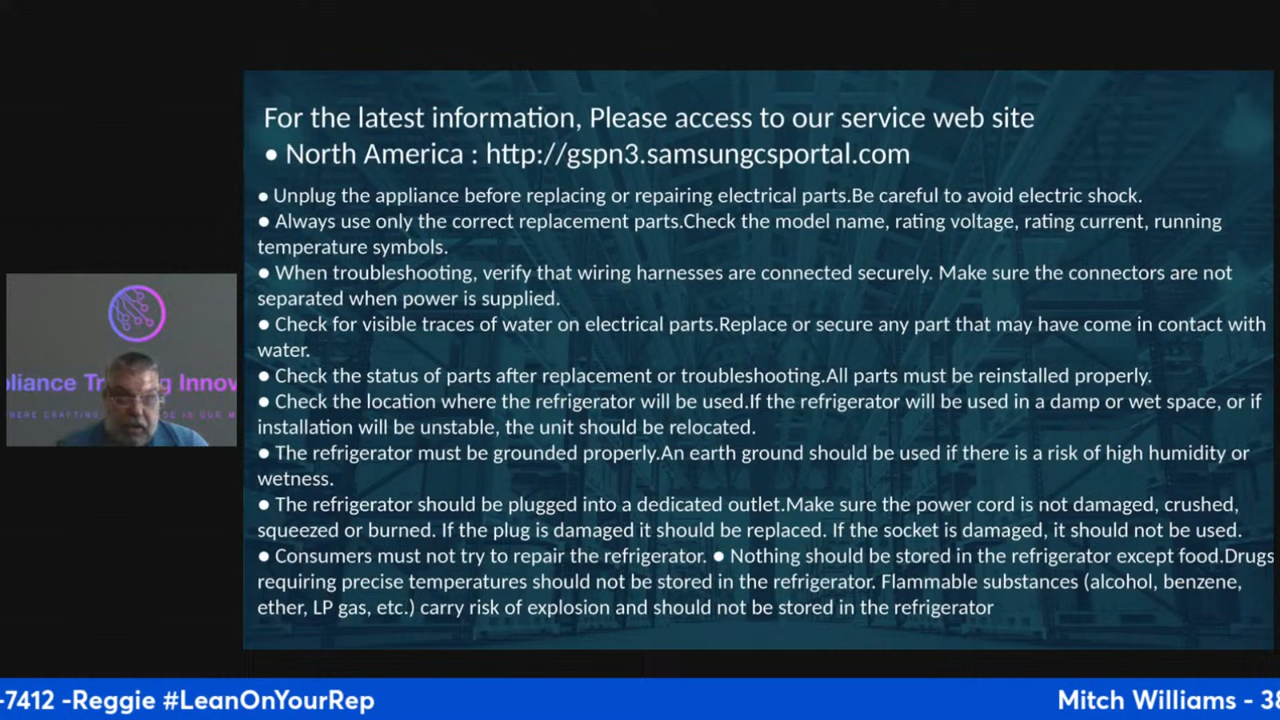 For the latest information, Please access to our service web site
● North America : http://gspn3.samsungcsportal.com
● Unplug the appliance before replacing or repairing electrical parts.Be careful to avoid electric shock.
● Always use only the correct replacement parts.Check the model name, rating voltage, rating current, running
temperature symbols.
● When troubleshooting, verify that wiring harnesses are connected securely. Make sure the connectors are not
separated when power is supplied.
● Check for visible traces of water on electrical parts.Replace or secure any part that may have come in contact with
water.
● Check the status of parts after replacement or troubleshooting.All parts must be reinstalled properly.
● Check the location where the refrigerator will be used.If the refrigerator will be used in a damp or wet space, or if
installation will be unstable, the unit should be relocated.
● The refrigerator must be grounded properly.An earth ground should be used if there is a risk of high humidity or
wetness.
● The refrigerator should be plugged into a dedicated outlet.Make sure the power cord is not damaged, crushed,
squeezed or burned. If the plug is damaged it should be replaced. If the socket is damaged, it should not be used.
● Consumers must not try to repair the refrigerator. ● Nothing should be stored in the refrigerator except food.Drugs
requiring precise temperatures should not be stored in the refrigerator. Flammable substances (alcohol, benzene,
ether, LP gas, etc.) carry risk of explosion and should not be stored in the refrigerator
pliance Tr g Innov
-7412 -Reggie #LeanOnYourRep
Mitch Williams - 38